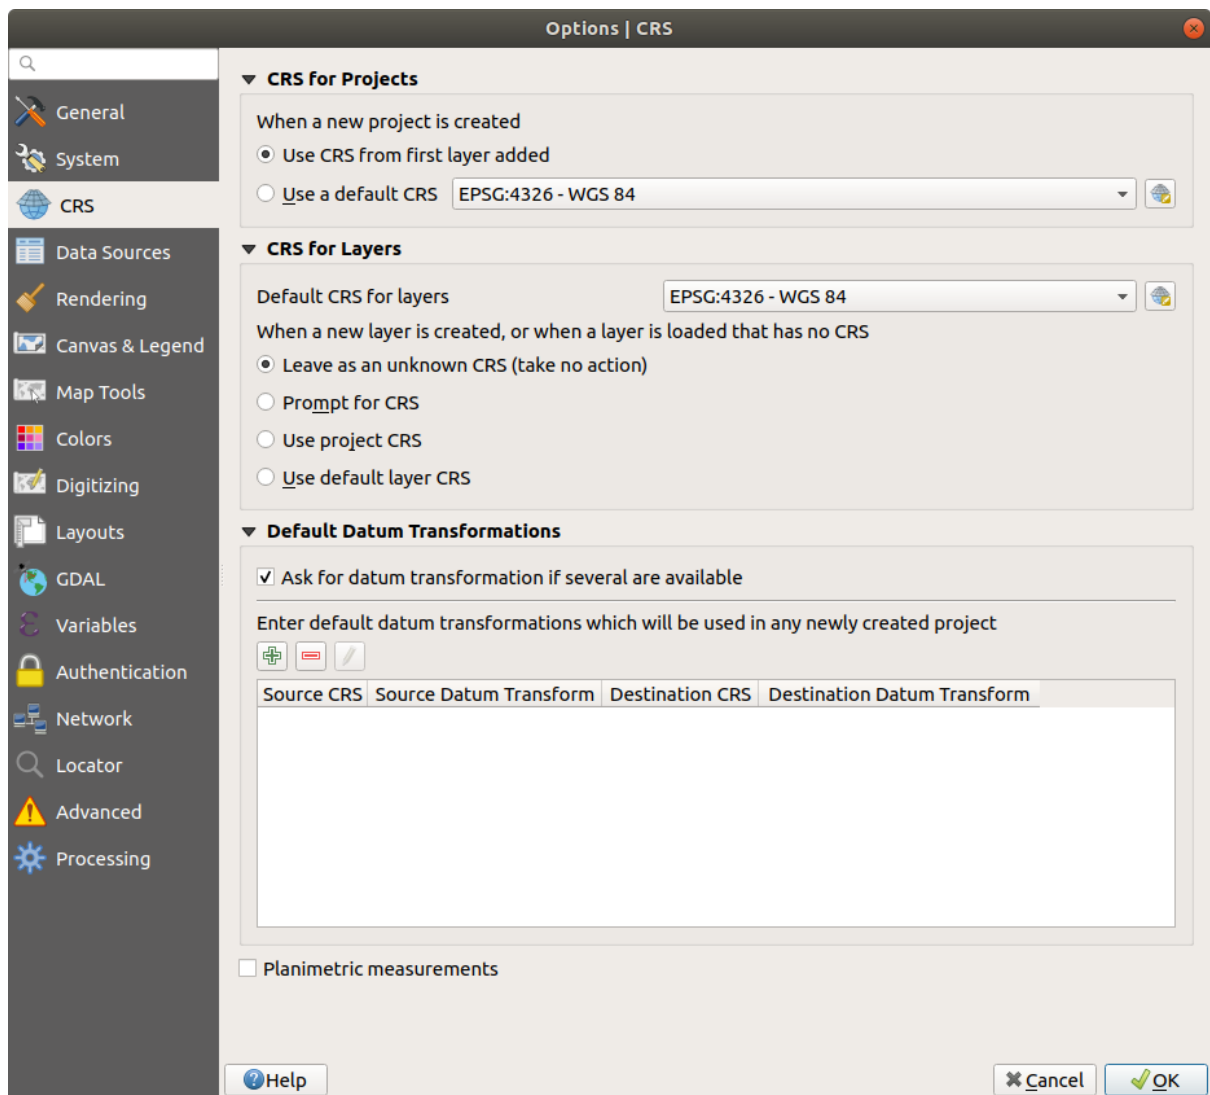 Options | CRS
General
System
CRS
Data Sources
Rendering
Canvas & Legend
Map Tools
Colors
Digitizing
Layouts
GDAL
Variables
Authentication
Network
Locator
Advanced
Processing
CRS for Projects
When a new project is created
Use CRS from first layer added
Use a default CRS EPSG:4326 - WGS 84
CRS for Layers
Default CRS for layers EPSG:4326 - WGS 84
When a new layer is created, or when a layer is loaded that has no CRS
Leave as an unknown CRS (take no action)
Prompt for CRS
Use project CRS
Use default layer CRS
Default Datum Transformations
Ask for datum transformation if several are available
Enter default datum transformations which will be used in any newly created project
Source CRS Source Datum Transform Destination CRS Destination Datum Transform
Planimetric measurements
Help Cancel OK